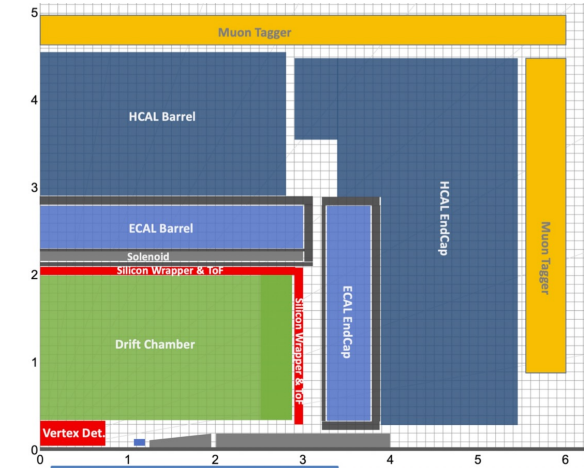 5
Muon Tagger
4
HCAL Barrel
3
HCAL EndCap
ECAL Barrel
Muon Tagger
Solenoid
2
Silicon Wrapper & ToF
ECAL EndCap
Silicon Wrapper & ToF
Drift Chamber
1
Vertex Det.
0
0 1 2 3 4 5 6